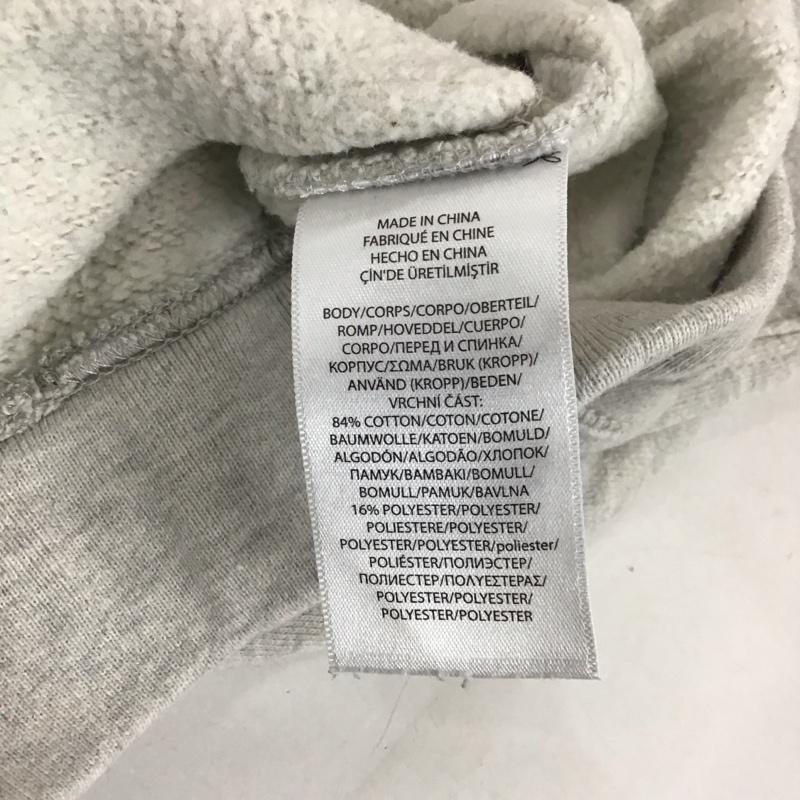 MADE IN CHINA
FABRIQUÉ EN CHINE
HECHO EN CHINA
ÇİN'DE ÜRETİLMİŞTİR
BODY/CORPS/CORPO/OBERTEIL/
ROMP/HOVEDDEL/CUERPO/
CORPO/ПЕРЕД И СПИНКА/
КОРПУС/ΣΩΜΑ/BRUK (KROPP)/
ANVÄND (KROPP)/BEDEN/
VRCHNÍ ČÁST:
84% COTTON/COTON/COTONE/
BAUMWOLLE/KATOEN/BOMULD/
ALGODÓN/ALGODÃO/ХЛОПОК/
ПАМУК/ΒΑΜΒΑΚΙ/BOMULL/
BOMULL/PAMUK/BAVLNA
16% POLYESTER/POLYESTER/
POLIESTERE/POLYESTER/
POLYESTER/POLYESTER/poliester/
POLIÉSTER/ПОЛИЭСТЕР/
ПОЛИЕСТЕР/ΠΟΛΥΕΣΤΕΡΑΣ/
POLYESTER/POLYESTER/
POLYESTER/POLYESTER